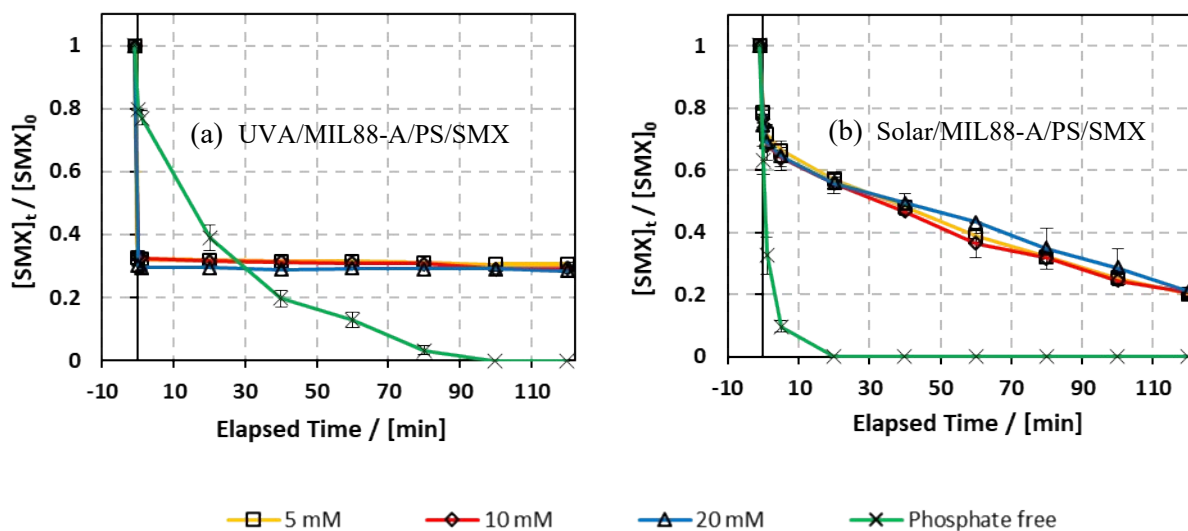 1
0.8
0.6
0.4
0.2
0
[SMX]t / [SMX]0
(a) UVA/MIL88-A/PS/SMX
-10 10 30 50 70 90 110
Elapsed Time / [min]
1
0.8
0.6
0.4
0.2
0
[SMX]t / [SMX]0
(b) Solar/MIL88-A/PS/SMX
-10 10 30 50 70 90 110
Elapsed Time / [min]
5 mM 10 mM 20 mM Phosphate free